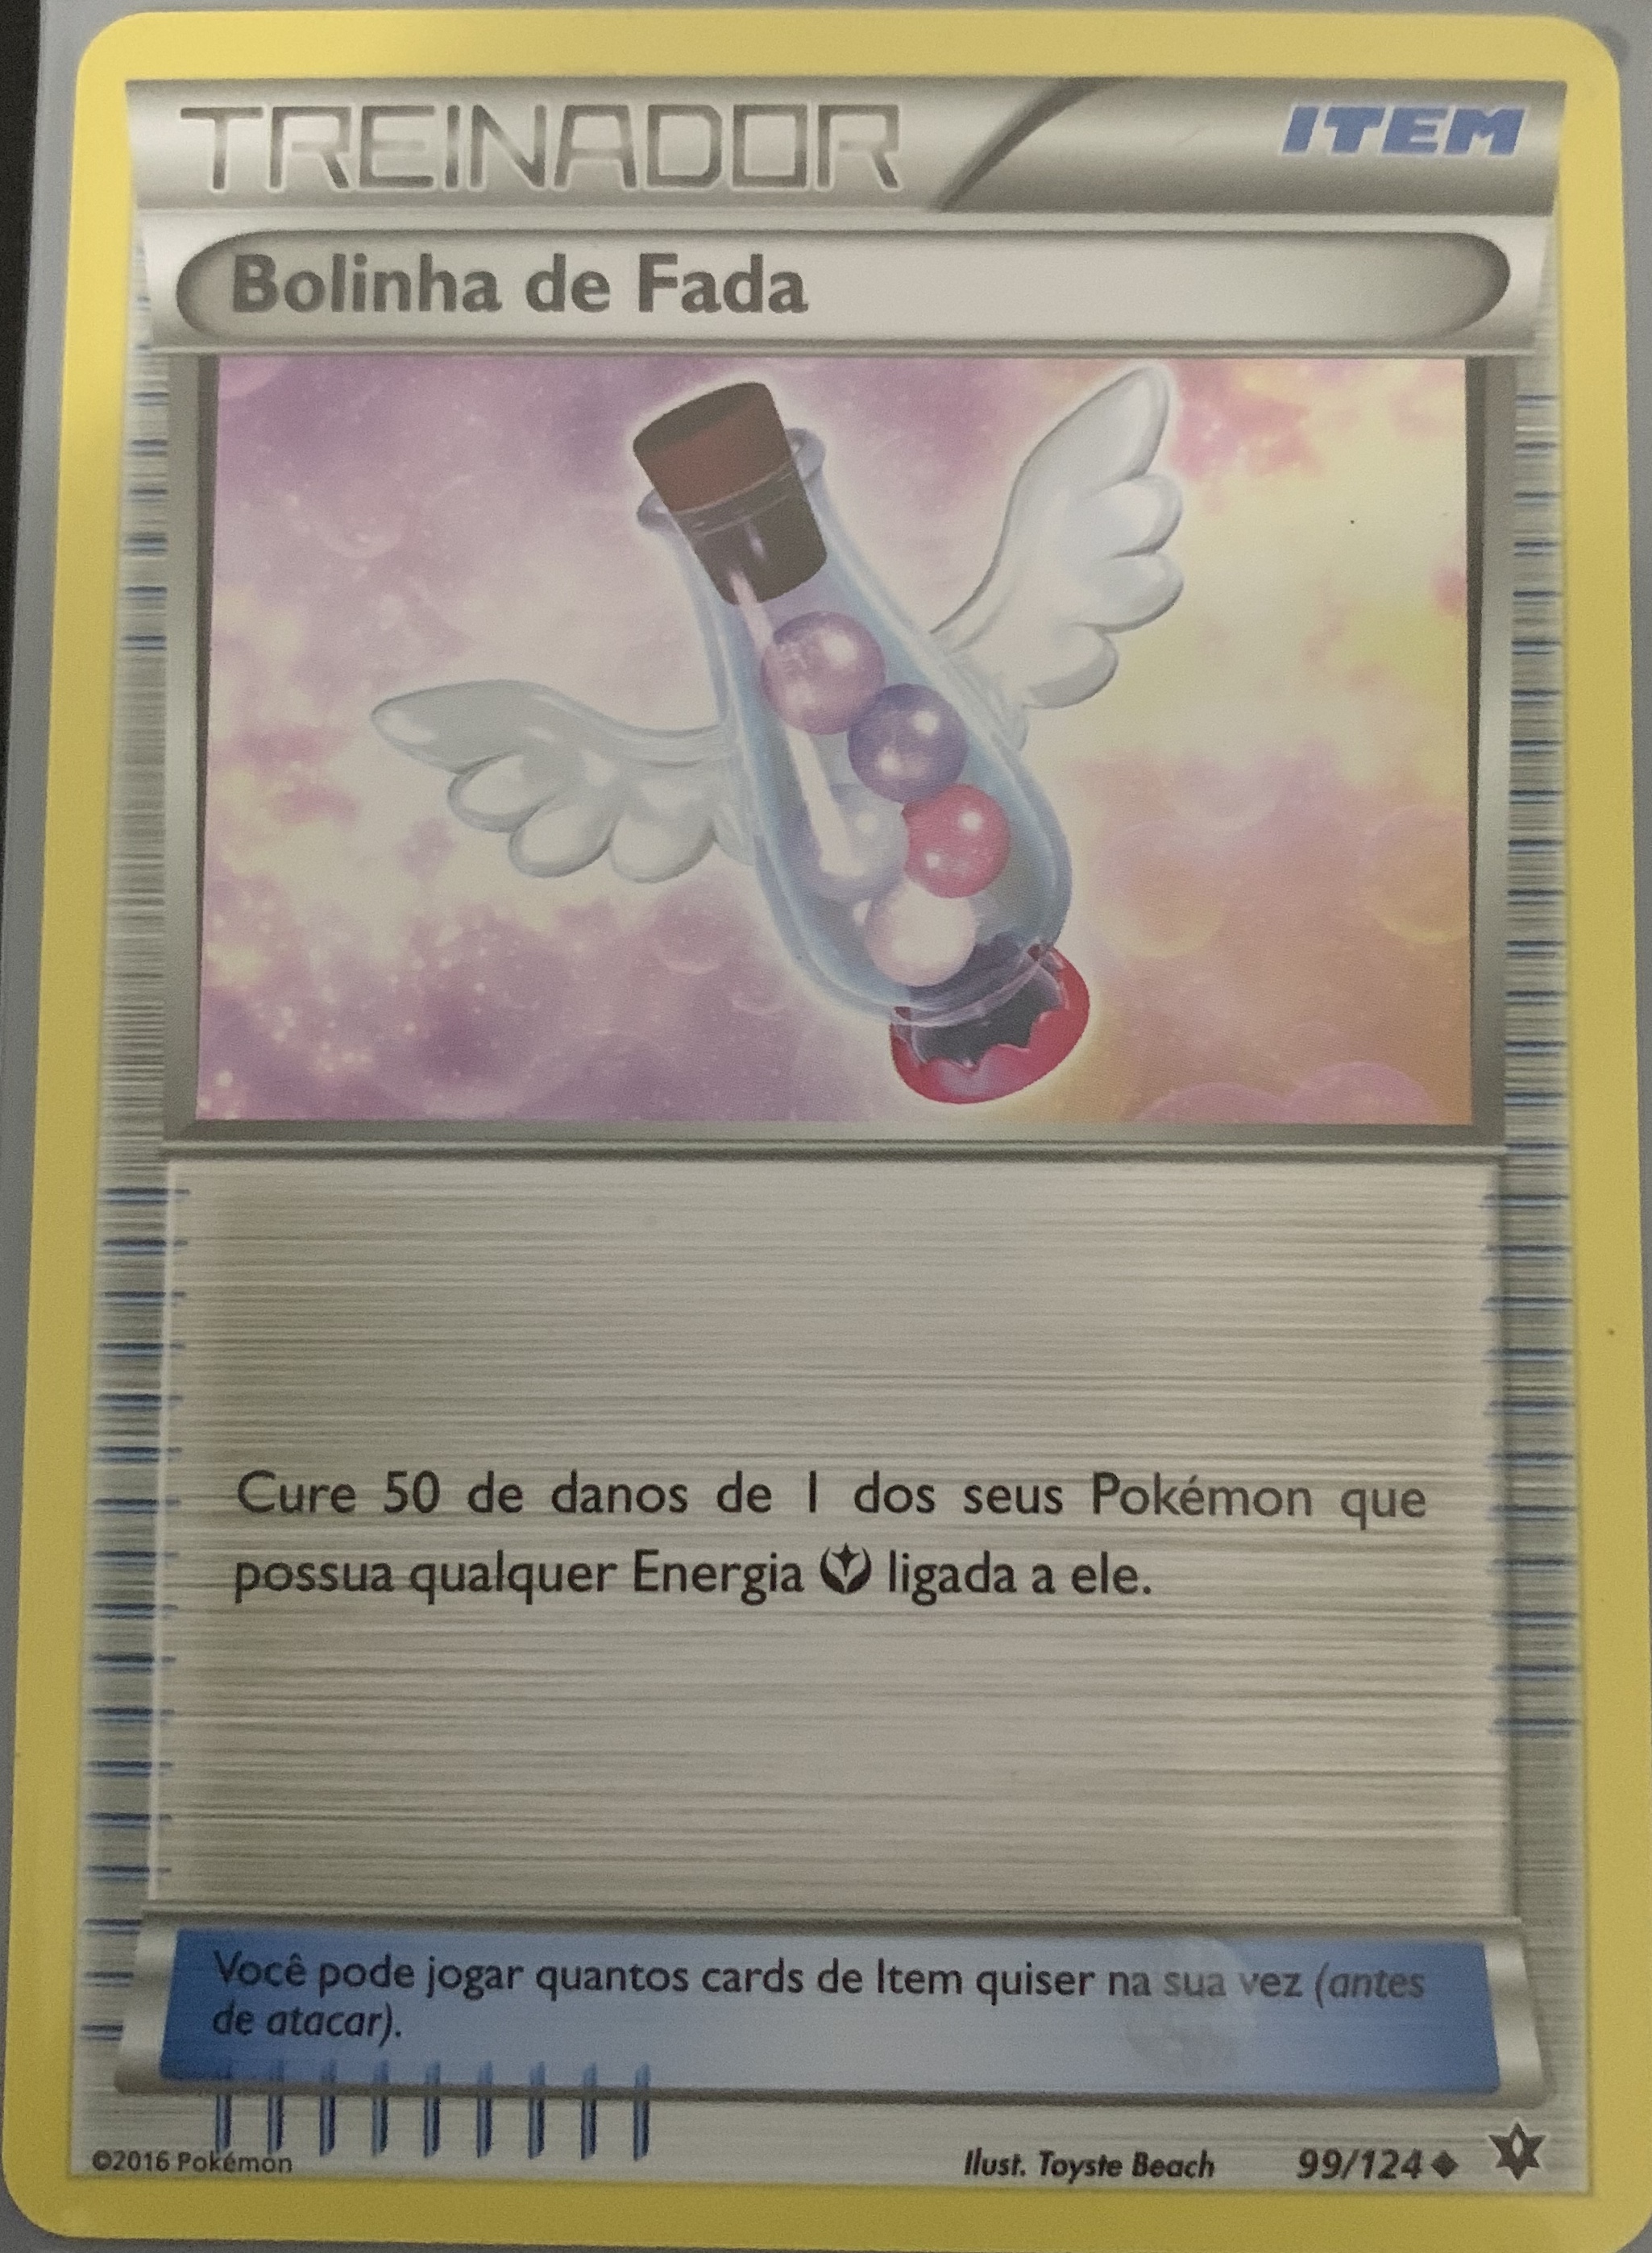 TREINADOR ITEM
Bolinha de Fada
Cure 50 de danos de 1 dos seus Pokémon que
possua qualquer Energia ligada a ele.
Você pode jogar quantos cards de Item quiser na sua vez (antes
de atacar).
©2016 Pokémon Ilust. Toyste Beach 99/124